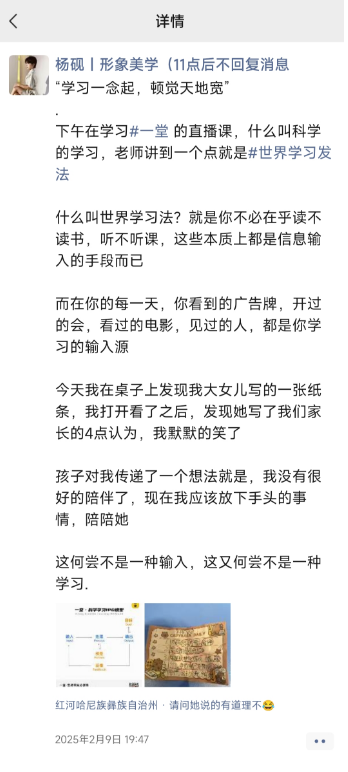 详情
杨砚丨形象美学（11点后不回复消息
“学习一念起，顿觉天地宽”
.
下午在学习#一堂 的直播课，什么叫科学
的学习，老师讲到一个点就是#世界学习发
法
什么叫世界学习法？就是你不必在乎读不
读书，听不听课，这些本质上都是信息输
入的手段而已
而在你的每一天，你看到的广告牌，开过
的会，看过的电影，见过的人，都是你学
习的输入源
今天我在桌子上发现我大女儿写的一张纸
条，我打开看了之后，发现她写了我们家
长的4点认为，我默默的笑了
孩子对我传递了一个想法就是，我没有很
好的陪伴了，现在我应该放下手头的事
情，陪陪她
这何尝不是一种输入，这又何尝不是一种
学习.
红河哈尼族彝族自治州 · 请问她说的有道理不😂
2025年2月9日 19:47